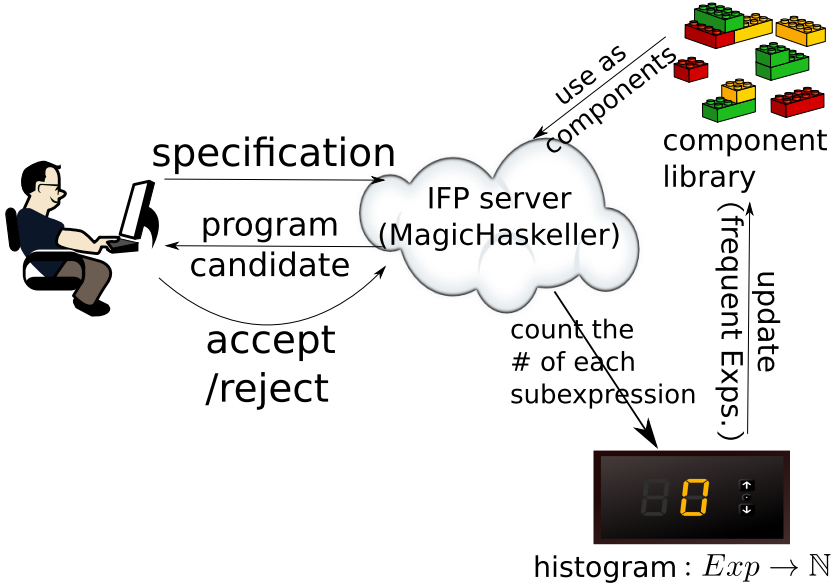 use as
components
component
library
specification
IFP server
(MagicHaskeller)
program
candidate
accept
/reject
count the
# of each
subexpression
update
(frequent Exps.)
0
histogram : Exp → ℕ